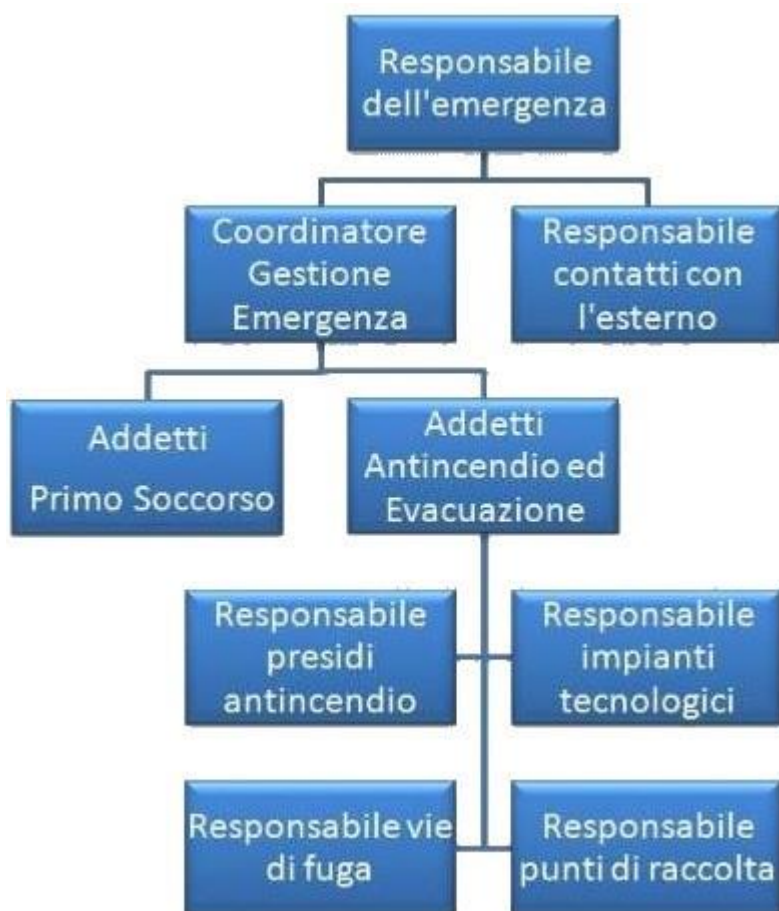 Responsabile
dell'emergenza
Coordinatore
Gestione
Emergenza
Responsabile
contatti con
l'esterno
Addetti
Primo Soccorso
Addetti
Antincendio ed
Evacuazione
Responsabile
presidi
antincendio
Responsabile
impianti
tecnologici
Responsabile vie
di fuga
Responsabile
punti di raccolta